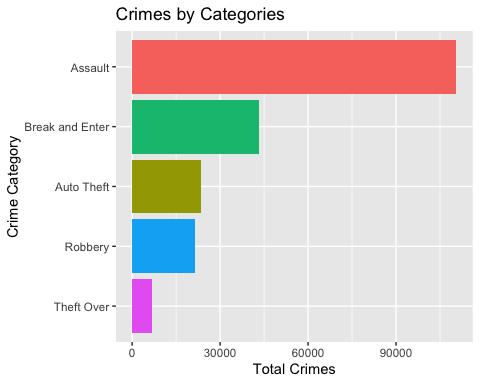 Crimes by Categories
Crime Category
Assault
Break and Enter
Auto Theft
Robbery
Theft Over
0 30000 60000 90000
Total Crimes